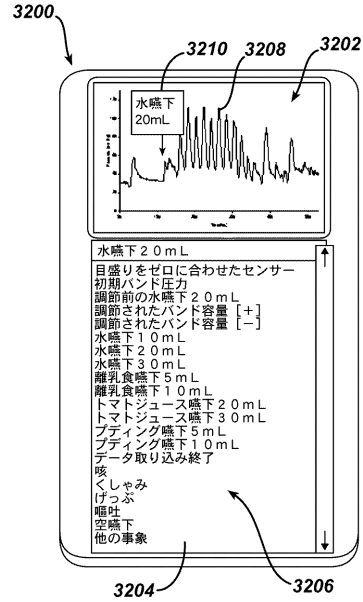 3200
3210
3208
3202
水嚥下
20mL
水嚥下２０ｍＬ
目盛りをゼロに合わせたセンサー
初期バンド圧力
調節前の水嚥下２０ｍＬ
調節されたバンド容量［＋］
調節されたバンド容量［－］
水嚥下１０ｍＬ
水嚥下２０ｍＬ
水嚥下３０ｍＬ
離乳食嚥下５ｍＬ
離乳食嚥下１０ｍＬ
トマトジュース嚥下２０ｍＬ
トマトジュース嚥下３０ｍＬ
プディング嚥下５ｍＬ
プディング嚥下１０ｍＬ
データ取り込み終了
咳
くしゃみ
げっぷ
嘔吐
空嚥下
他の事象
3204
3206